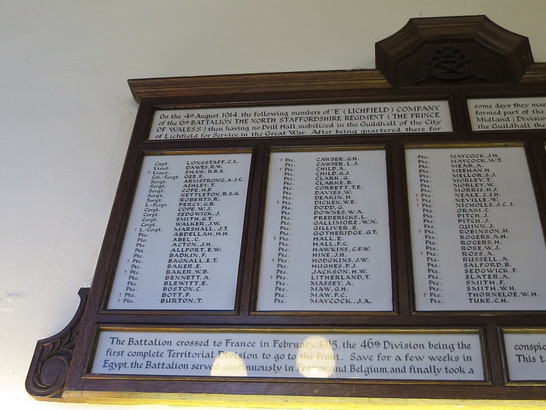 On the 4th August, 1914, the following members of "E" (LICHFIELD) COMPANY
of the 6th BATTALION THE NORTH STAFFORDSHIRE REGIMENT (THE PRINCE
OF WALES'S) then having no Drill Hall, mobilised in the Guildhall of the City
of Lichfield for Service in the Great War. After being quartered there for
some days they mar
formed part of the
Midland) Division
the Guildhall
Capt. LONGSTAFF, C.L.
Lieut. DAWES, R.W.
† Lieut. SHAW, R.R.S.
Col.-Sergt. GEE, E.
Sergt. ARMSTRONG, A.J.C.
Sergt. ASHLEY, T.
Sergt. COPE, H.
Sergt. NETTLETON, R.S.G.
Sergt. ROBERTS, R.
L.-Sergt. PERCY, G.B.
Corpl. COPE, W.J.
Corpl. SEDGWICK, J.
Corpl. SMITH, G.T.
Corpl. WALKER, J.W.
† L.-Corpl. MARSHALL, J.T.
Pte. ABDELLAH, H.H.
Pte. ABEL, C.
Pte. ACTON, J.H.
Pte. ALLPORT, E.W.
Pte. BADKIN, F.
† Pte. BAGNALL, E.T.
Pte. BAKER, E.
† Pte. BAKER, W.B.
Pte. BENNETT, A.
Pte. BLEWITT, E.
Pte. BOSTON, C.
† Pte. BOTT, F.
† Pte. BURTON, T.
† Pte. CAWSER, G.H.
Pte. CAWSER, L.J.
† Pte. CHILD, A.
Pte. CHILD, G.J.
Pte. CLARK, G.
Pte. CLARKE, B.
Pte. CORBETT, T.E.
Pte. DAVIES, W.
Pte. DEAKIN, H.
† Pte. DICKEN, W.E.
Pte. DODD, G.
Pte. DOWNES, W.A.
Pte. FREDERICKS, L.
Pte. GALLIMORE, W.N.
Pte. GILLIVER, E.
Pte. GOTHERIDGE, G.T.
† Pte. HALL, E.
Pte. HALL, F.C.
Pte. HAWKINS, C.F.W.
Pte. HINE, J.H.
Pte. HODGKINS, J.W.
Pte. HUGHES, F.J.
Pte. JACKSON, H.W.
Pte. LITHERLAND, T.
Pte. MASSEY, A.
Pte. MAW, G.H.
Pte. MAW, P.C.
Pte. MAYCOCK, J.A.
Pte. MAYCOCK, J.H.
Pte. MAYCOCK, W.T.
Pte. MEAR, A.
Pte. MEEHAN, H.
Pte. MELLOR, S.J.
Pte. MORLEY, T.
Pte. MORLEY, W.
Pte. MORRIS, H.A.
Pte. NEVILLE, W.
Pte. NICHOLLS, J.C.J.
Pte. ORAM, G.
Pte. PITCH, J.
Pte. QUINN, J.
Pte. ROBINSON, H.
Pte. ROGERS, A.H.
Pte. ROGERS, H.
Pte. ROSE, W.J.
Pte. ROSS, A.
Pte. RUSSELL, A.
Pte. SALFORD, B.
Pte. SEDGWICK, F.
Pte. SLATER, A.
Pte. SMITH, F.
Pte. SMITH, W.H.
† Pte. THORNELOE, W.H.
Pte. TUKE, C.H.
The Battalion crossed to France in February, 1915, the 46th Division being the
first complete Territorial Division to go to the front. Save for a few weeks in
Egypt, the Battalion served continuously in France and Belgium, and finally took a
conspic
This t